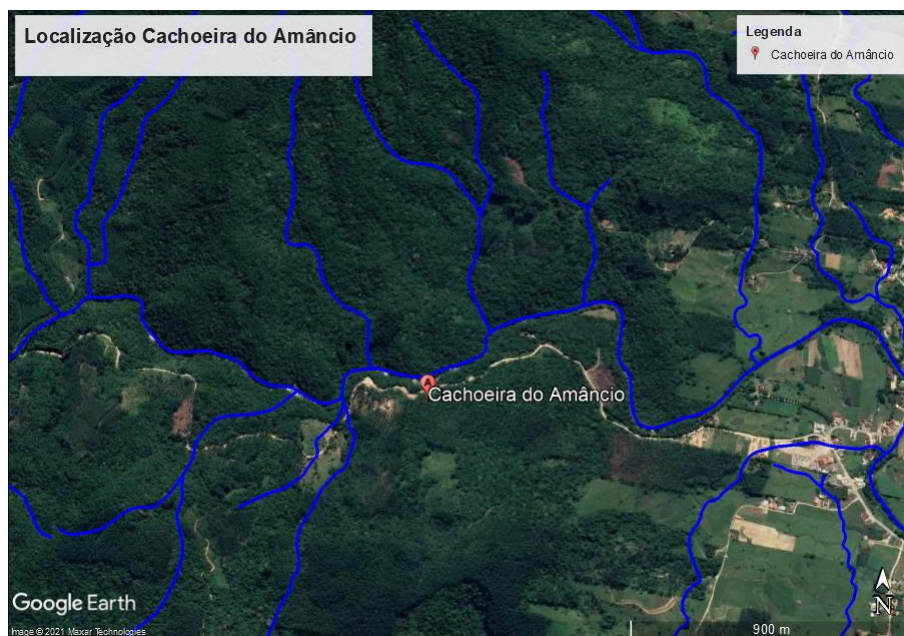 Localização Cachoeira do Amâncio
Legenda
A Cachoeira do Amâncio
A
Cachoeira do Amâncio
Google Earth
Image © 2021 Maxar Technologies
N
900 m